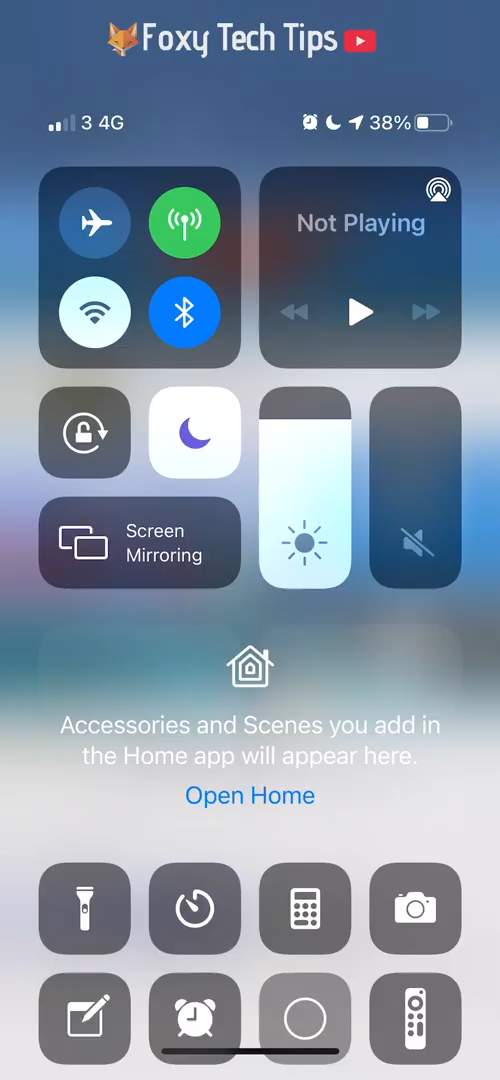 Foxy Tech Tips
3 4G 38%
Not Playing
Screen
Mirroring
Accessories and Scenes you add in
the Home app will appear here.
Open Home